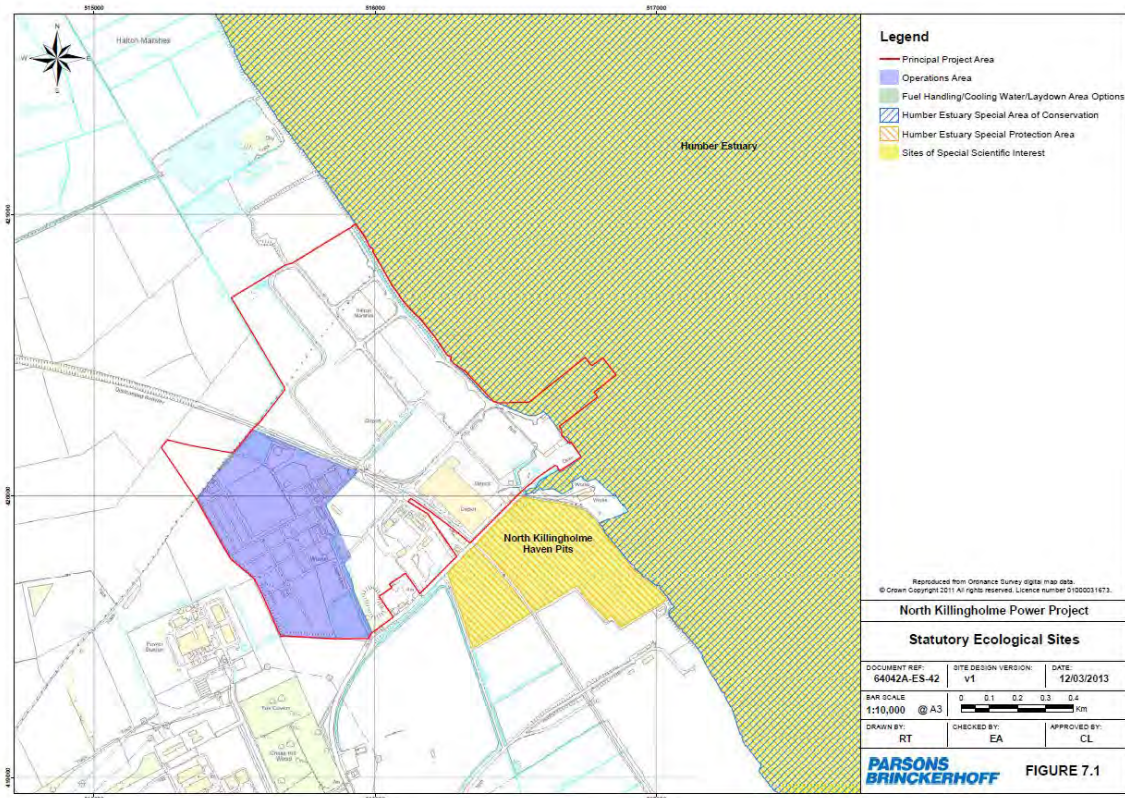 515000
516000
517000
Halton Marshes
N
W
E
S
421000
420000
419000
Humber Estuary
North Killingholme
Haven Pits
Depot
Works
Power
Station
Legend
Principal Project Area
Operations Area
Fuel Handling/Cooling Water/Laydown Area Options
Humber Estuary Special Area of Conservation
Humber Estuary Special Protection Area
Sites of Special Scientific Interest
Reproduced from Ordnance Survey digital map data.
© Crown Copyright 2011 All rights reserved. Licence number 0100031673.
North Killingholme Power Project
Statutory Ecological Sites
DOCUMENT REF:
64042A-ES-42
SITE DESIGN VERSION:
v1
DATE:
12/03/2013
BAR SCALE
1:10,000 @ A3
0 0.1 0.2 0.3 0.4
Km
DRAWN BY:
RT
CHECKED BY:
EA
APPROVED BY:
CL
PARSONS
BRINCKERHOFF
FIGURE 7.1